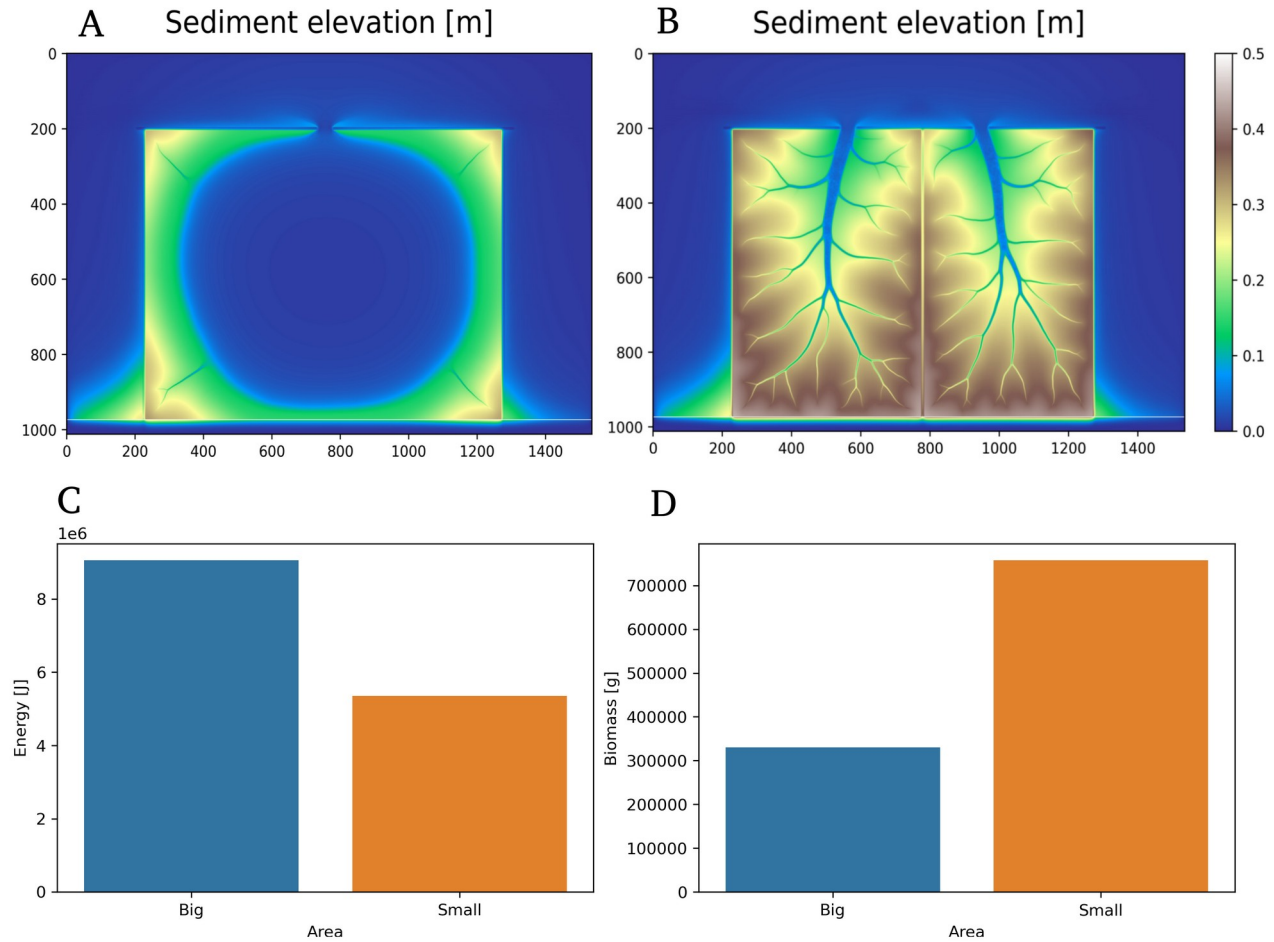 A Sediment elevation [m]
B Sediment elevation [m]
0
200
400
600
800
1000
0 200 400 600 800 1000 1200 1400
0
200
400
600
800
1000
0 200 400 600 800 1000 1200 1400
0.5
0.4
0.3
0.2
0.1
0.0
C
1e6
8
6
4
2
0
Energy [J]
Big Small
Area
D
700000
600000
500000
400000
300000
200000
100000
0
Biomass [g]
Big Small
Area